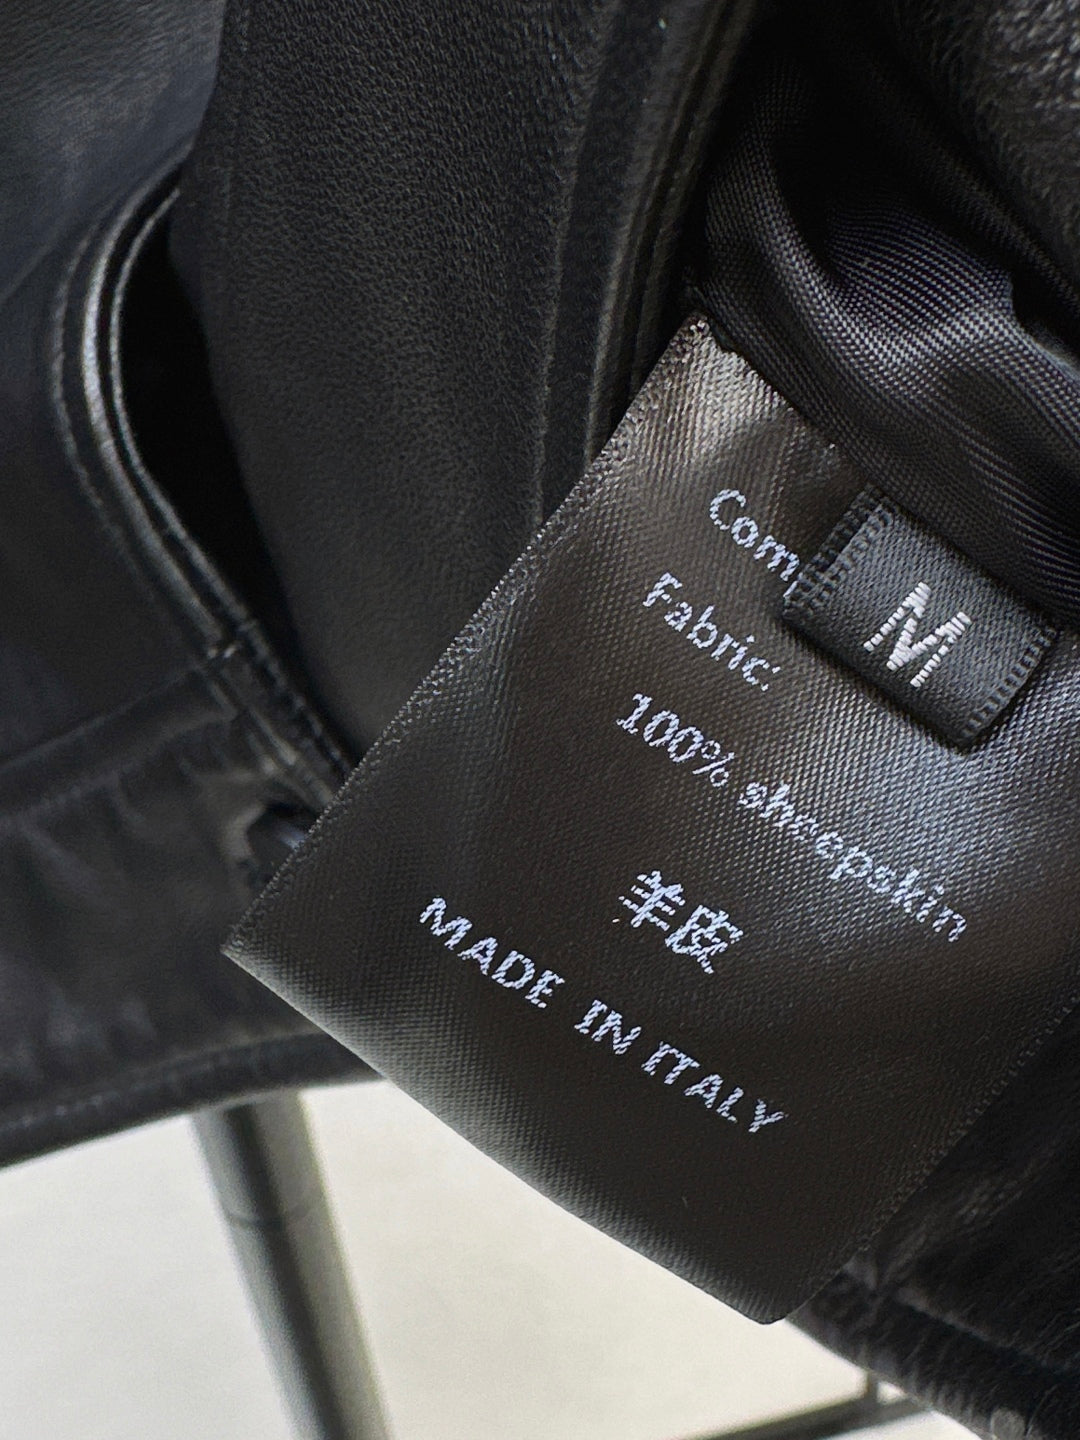 Com
M
Fabric:
100% sheepskin
羊皮
MADE IN ITALY